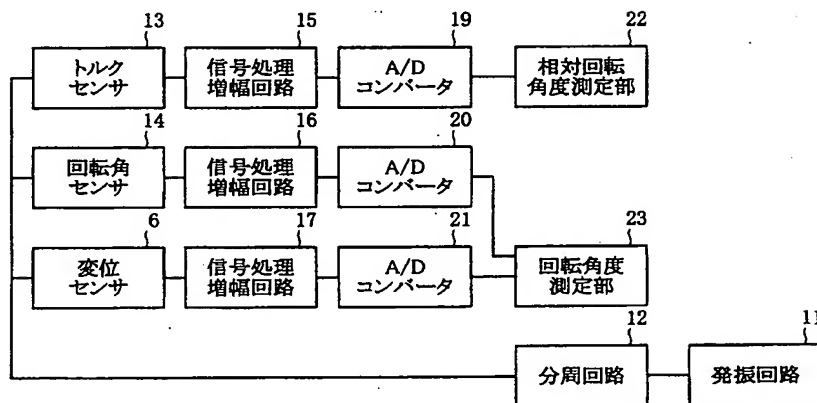 13
15
19
22
トルク
センサ
信号処理
増幅回路
A/D
コンバータ
相対回転
角度測定部
14
16
20
回転角
センサ
信号処理
増幅回路
A/D
コンバータ
6
17
21
23
変位
センサ
信号処理
増幅回路
A/D
コンバータ
回転角度
測定部
12
11
分周回路
発振回路